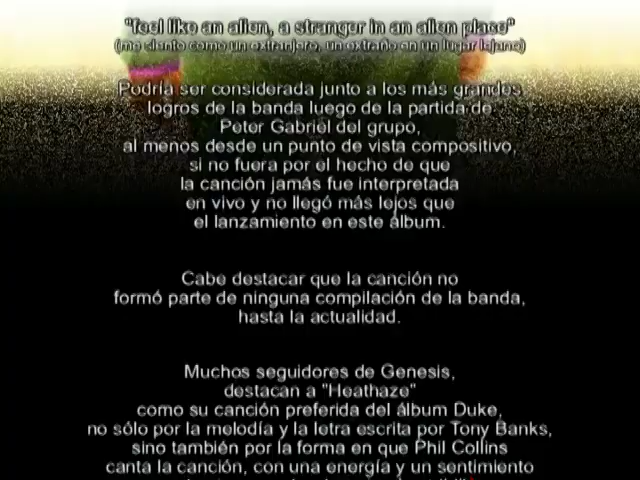 "feel like an alien, a stranger in an alien place"
(me siento como un extranjero, un extraño en un lugar lejano)
Podría ser considerada junto a los más grandes
logros de la banda luego de la partida de
Peter Gabriel del grupo,
al menos desde un punto de vista compositivo,
si no fuera por el hecho de que
la canción jamás fue interpretada
en vivo y no llegó más lejos que
el lanzamiento en este álbum.
Cabe destacar que la canción no
formó parte de ninguna compilación de la banda,
hasta la actualidad.
Muchos seguidores de Genesis,
destacan a "Heathaze"
como su canción preferida del álbum Duke,
no sólo por la melodía y la letra escrita por Tony Banks,
sino también por la forma en que Phil Collins
canta la canción, con una energía y un sentimiento